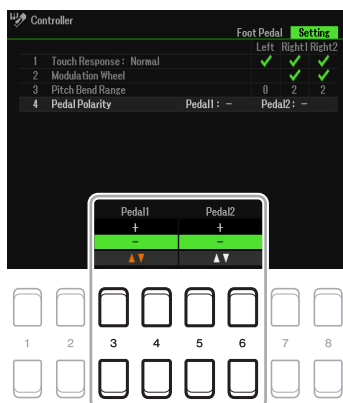 Controller
Foot Pedal Setting
Left Right1 Right2
1 Touch Response: Normal
2 Modulation Wheel
3 Pitch Bend Range 0 2 2
4 Pedal Polarity Pedal1: − Pedal2: −
Pedal1 Pedal2
+ +
− −
1 2 3 4 5 6 7 8